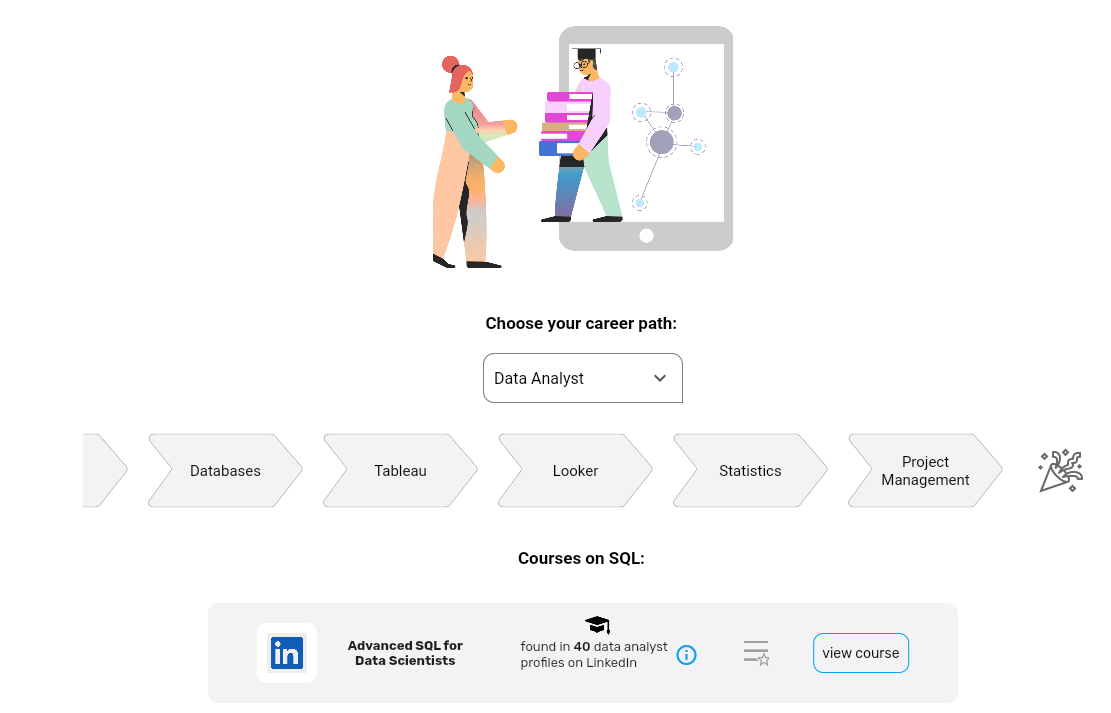 Choose your career path:
Data Analyst
Databases
Tableau
Looker
Statistics
Project
Management
Courses on SQL:
in
Advanced SQL for
Data Scientists
found in 40 data analyst
profiles on LinkedIn
view course